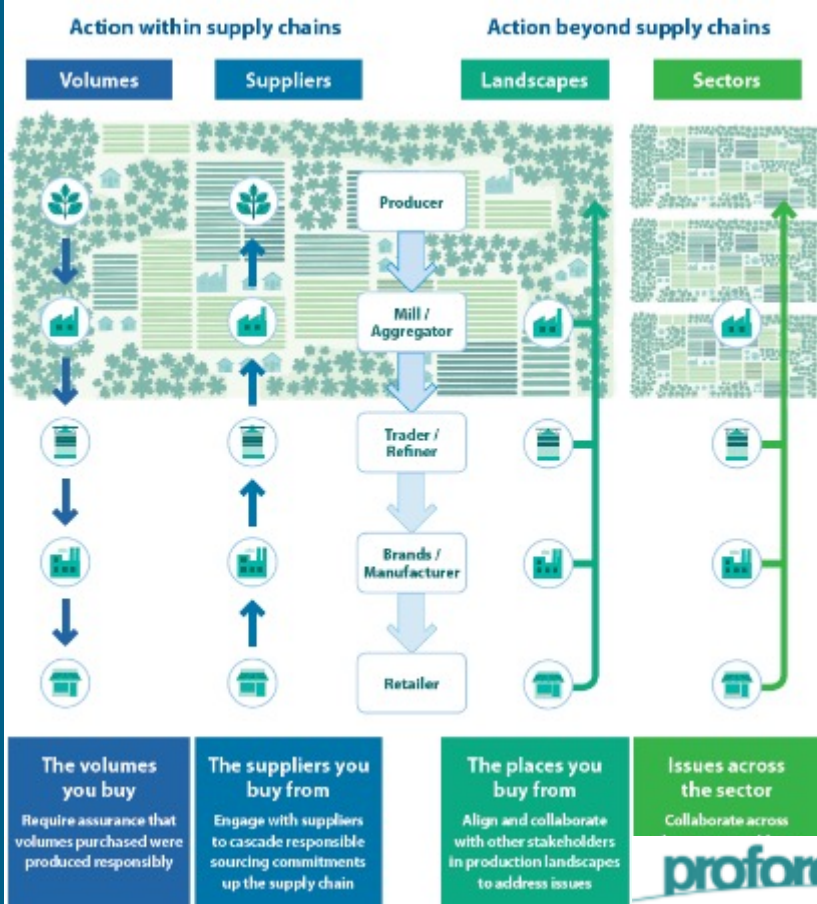 Action within supply chains
Action beyond supply chains
Volumes
Suppliers
Landscapes
Sectors
Producer
Mill /
Aggregator
Trader /
Refiner
Brands /
Manufacturer
Retailer
The volumes
you buy
Require assurance that
volumes purchased were
produced responsibly
The suppliers you
buy from
Engage with suppliers
to cascade responsible
sourcing commitments
up the supply chain
The places you
buy from
Align and collaborate
with other stakeholders
in production landscapes
to address issues
Issues across
the sector
Collaborate across